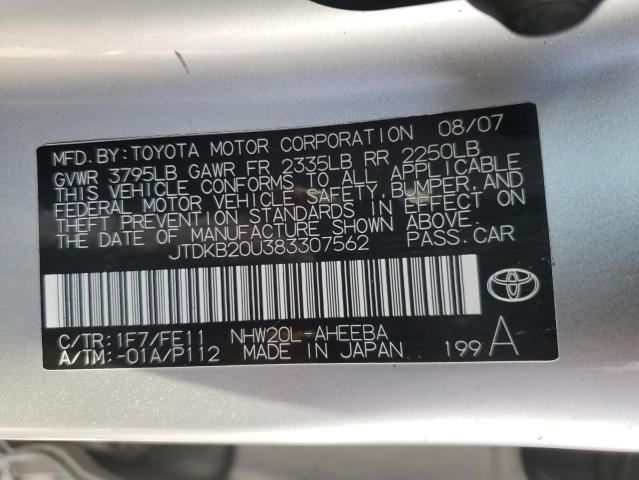 MFD. BY: TOYOTA MOTOR CORPORATION 08/07
GVWR 3795LB GAWR FR 2335LB RR 2250LB
THIS VEHICLE CONFORMS TO ALL APPLICABLE
FEDERAL MOTOR VEHICLE SAFETY, BUMPER, AND
THEFT PREVENTION STANDARDS IN EFFECT ON
THE DATE OF MANUFACTURE SHOWN ABOVE.
JTDKB20U383307562 PASS. CAR
C/TR: 1F7/FE11 NHW20L-AHEEBA
A/TM: -01A/P112 MADE IN JAPAN 199 A